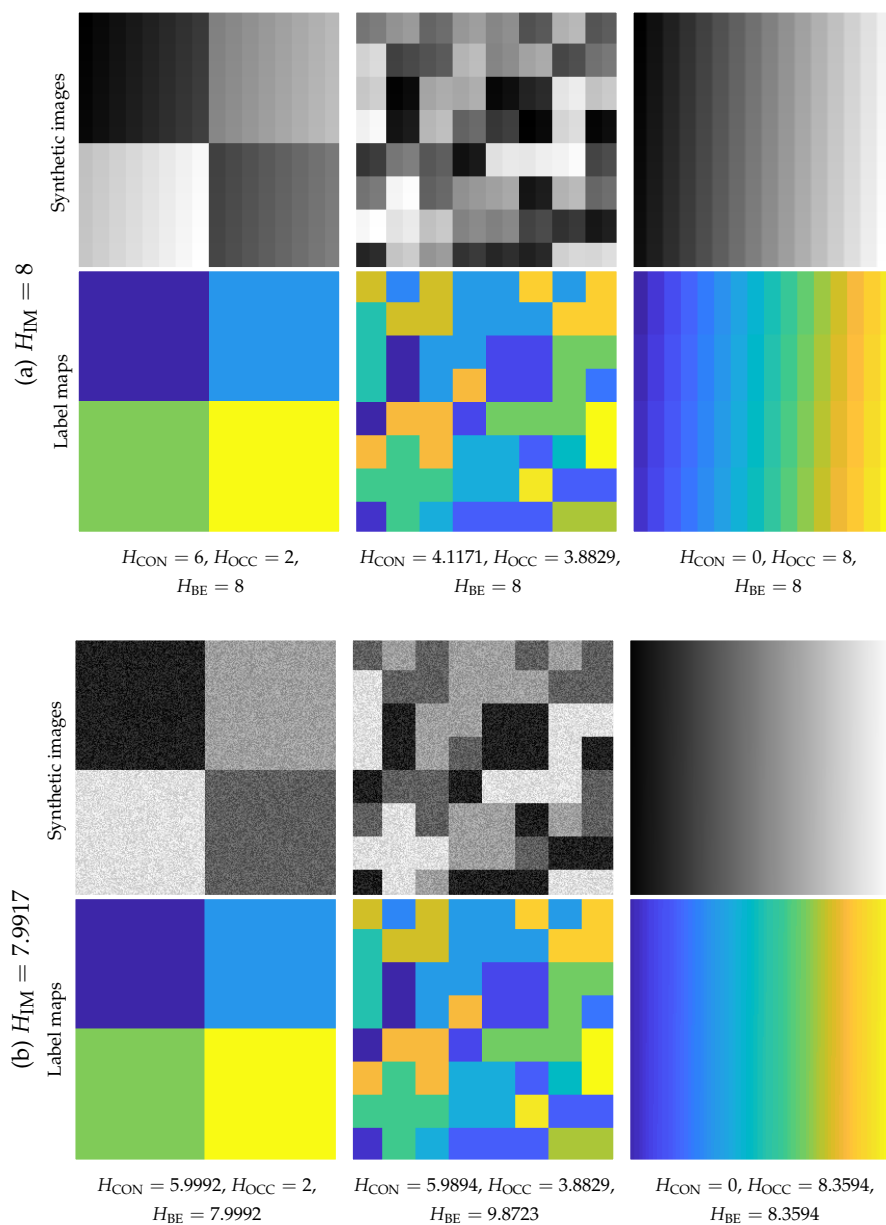 (a) H_IM = 8
Synthetic images
Label maps
H_CON = 6, H_OCC = 2,
H_BE = 8
H_CON = 4.1171, H_OCC = 3.8829,
H_BE = 8
H_CON = 0, H_OCC = 8,
H_BE = 8
(b) H_IM = 7.9917
Synthetic images
Label maps
H_CON = 5.9992, H_OCC = 2,
H_BE = 7.9992
H_CON = 5.9894, H_OCC = 3.8829,
H_BE = 9.8723
H_CON = 0, H_OCC = 8.3594,
H_BE = 8.3594